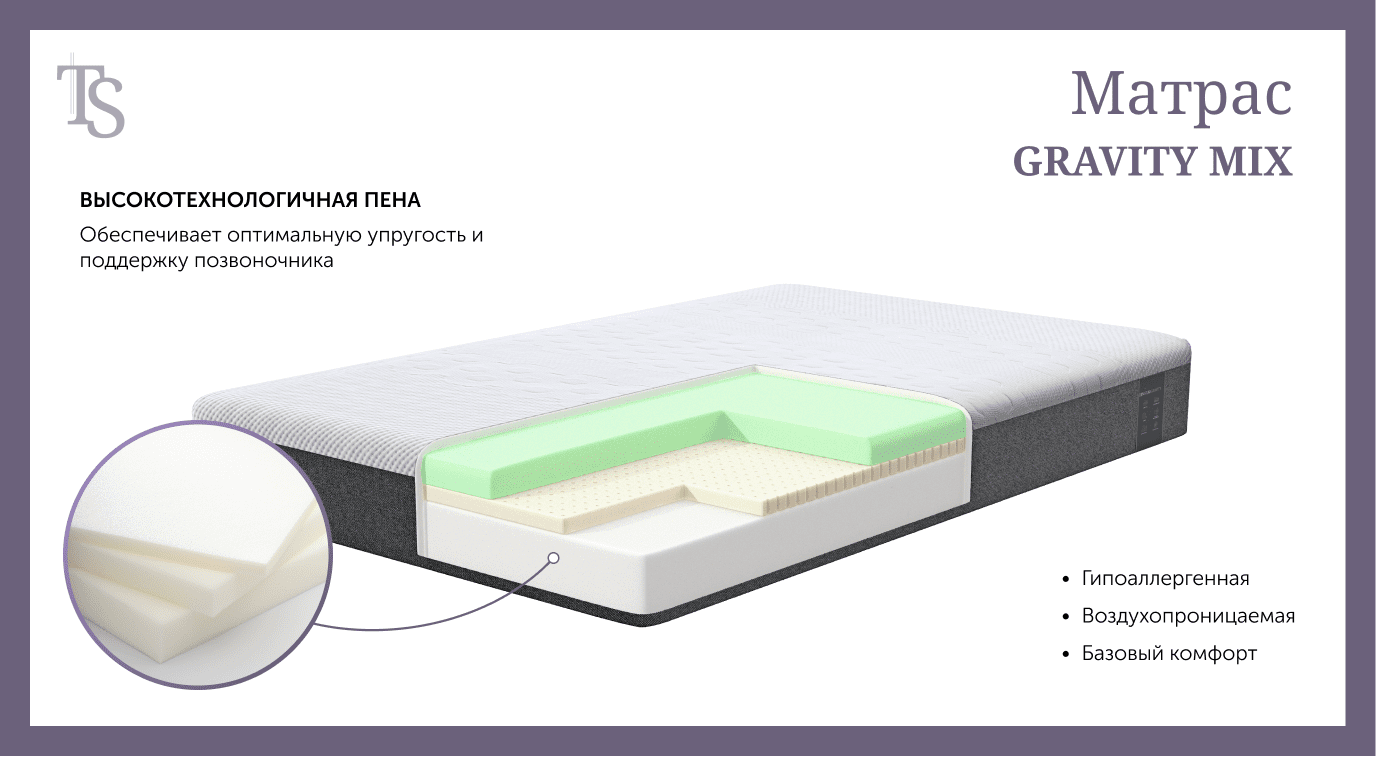 TS
Матрас
GRAVITY MIX
ВЫСОКОТЕХНОЛОГИЧНАЯ ПЕНА
Обеспечивает оптимальную упругость и
поддержку позвоночника
• Гипоаллергенная
• Воздухопроницаемая
• Базовый комфорт